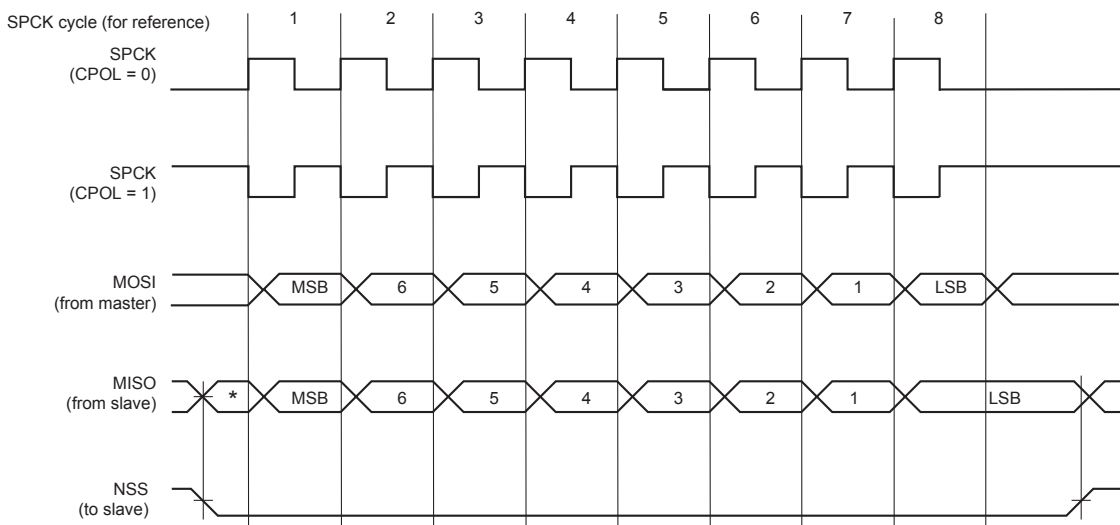 SPCK cycle (for reference) 1 2 3 4 5 6 7 8
SPCK
(CPOL = 0)
SPCK
(CPOL = 1)
MOSI
(from master)
MSB 6 5 4 3 2 1 LSB
MISO
(from slave)
* MSB 6 5 4 3 2 1 LSB
NSS
(to slave)